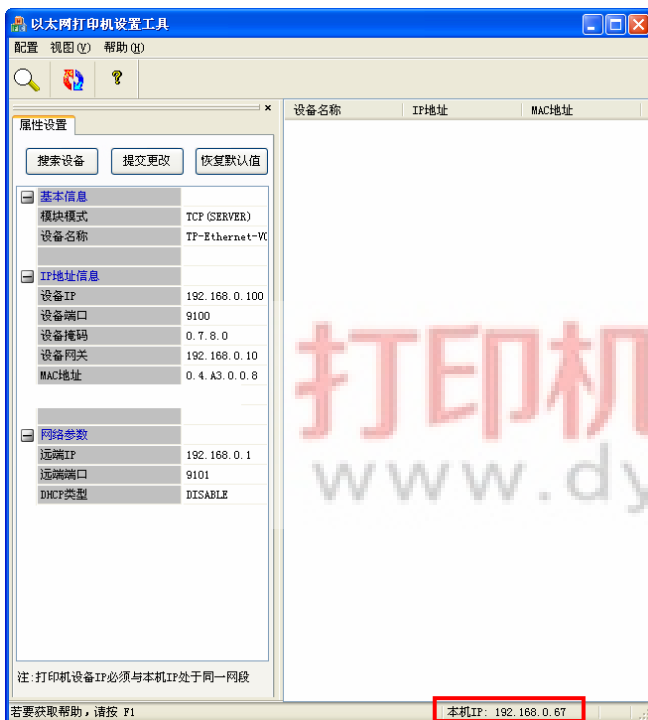 以太网打印机设置工具
配置 视图(V) 帮助(H)
属性设置
搜索设备 提交更改 恢复默认值
基本信息
模块模式 TCP(SERVER)
设备名称 TP-Ethernet-V
IP地址信息
设备IP 192.168.0.100
设备端口 9100
设备掩码 0.7.8.0
设备网关 192.168.0.10
MAC地址 0.4.A3.0.0.8
网络参数
远端IP 192.168.0.1
远端端口 9101
DHCP类型 DISABLE
注:打印机设备IP必须与本机IP处于同一网段
设备名称 IP地址 MAC地址
打印机
www.dy
若要获取帮助，请按 F1 本机IP: 192.168.0.67